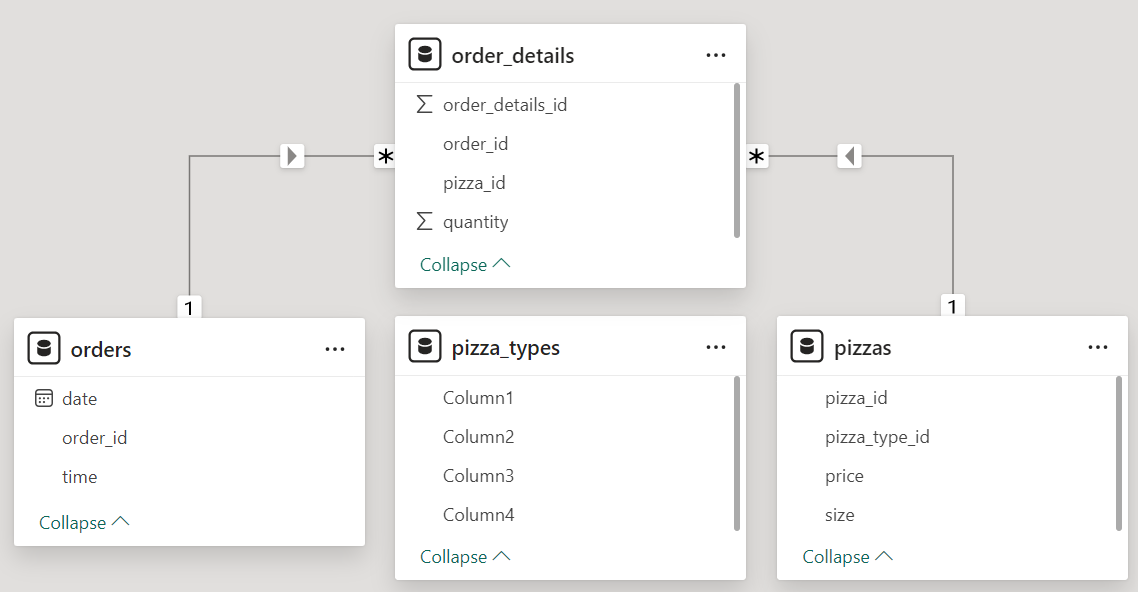 order_details
order_details_id
order_id
pizza_id
quantity
Collapse
*
*
1
1
orders
date
order_id
time
Collapse
pizza_types
Column1
Column2
Column3
Column4
Collapse
pizzas
pizza_id
pizza_type_id
price
size
Collapse